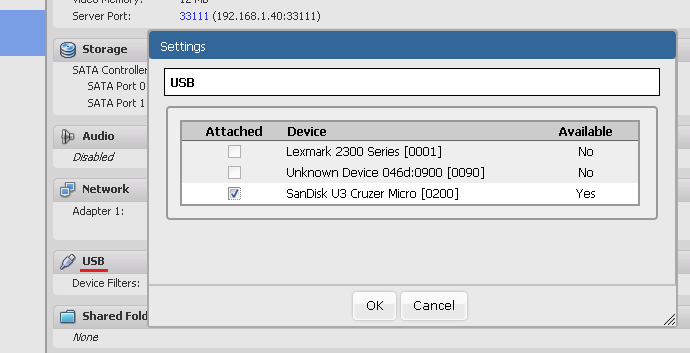 Video Memory: 12 MB
Server Port: 33111 (192.168.1.40:33111)
Settings
Storage
SATA Controller
SATA Port 0
SATA Port 1
USB
Attached Device Available
Lexmark 2300 Series [0001] No
Unknown Device 046d:0900 [0090] No
SanDisk U3 Cruzer Micro [0200] Yes
Audio
Disabled
Network
Adapter 1:
USB
Device Filters:
OK Cancel
Shared Fold
None